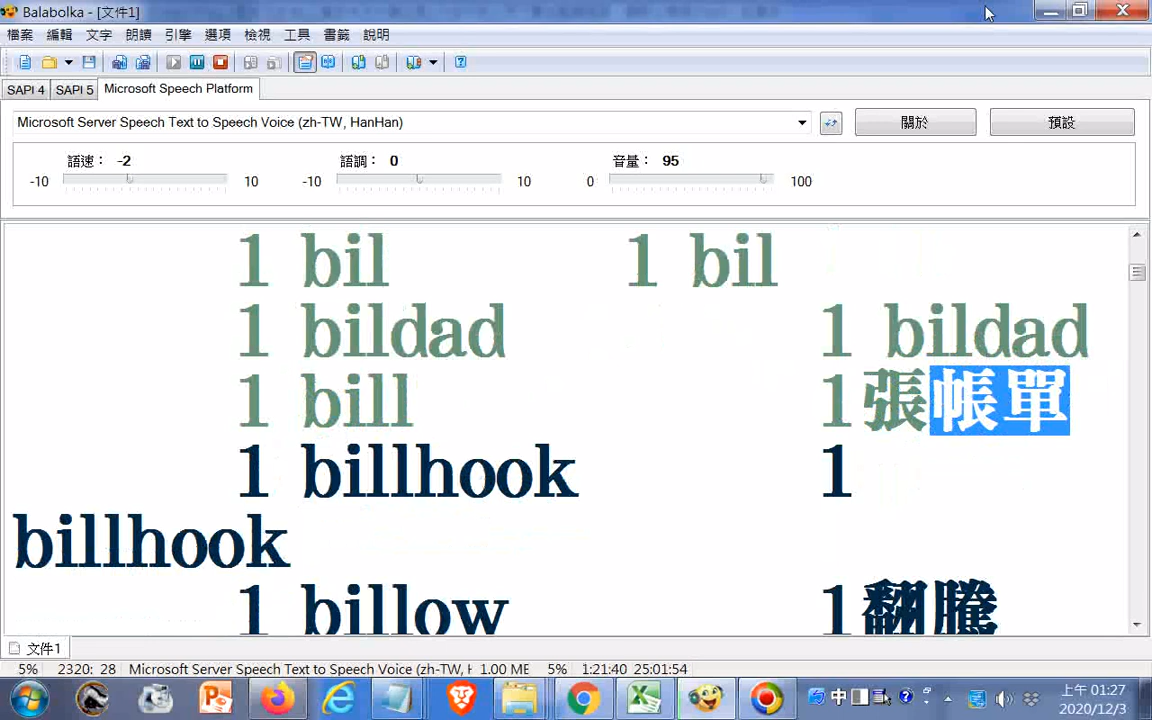 Balabolka - [文件1]
檔案 編輯 文字 朗讀 引擎 選項 檢視 工具 書籤 說明
SAPI 4 SAPI 5 Microsoft Speech Platform
Microsoft Server Speech Text to Speech Voice (zh-TW, HanHan) 關於 預設
語速： -2 語調： 0 音量： 95
-10 10 -10 10 0 100
1 bil 1 bil
1 bildad 1 bildad
1 bill 1張帳單
1 billhook 1
billhook
1 billow 1翻騰
文件1
5% 2320: 28 Microsoft Server Speech Text to Speech Voice (zh-TW, H 1.00 ME 5% 1:21:40 25:01:54
中 上午 01:27
2020/12/3